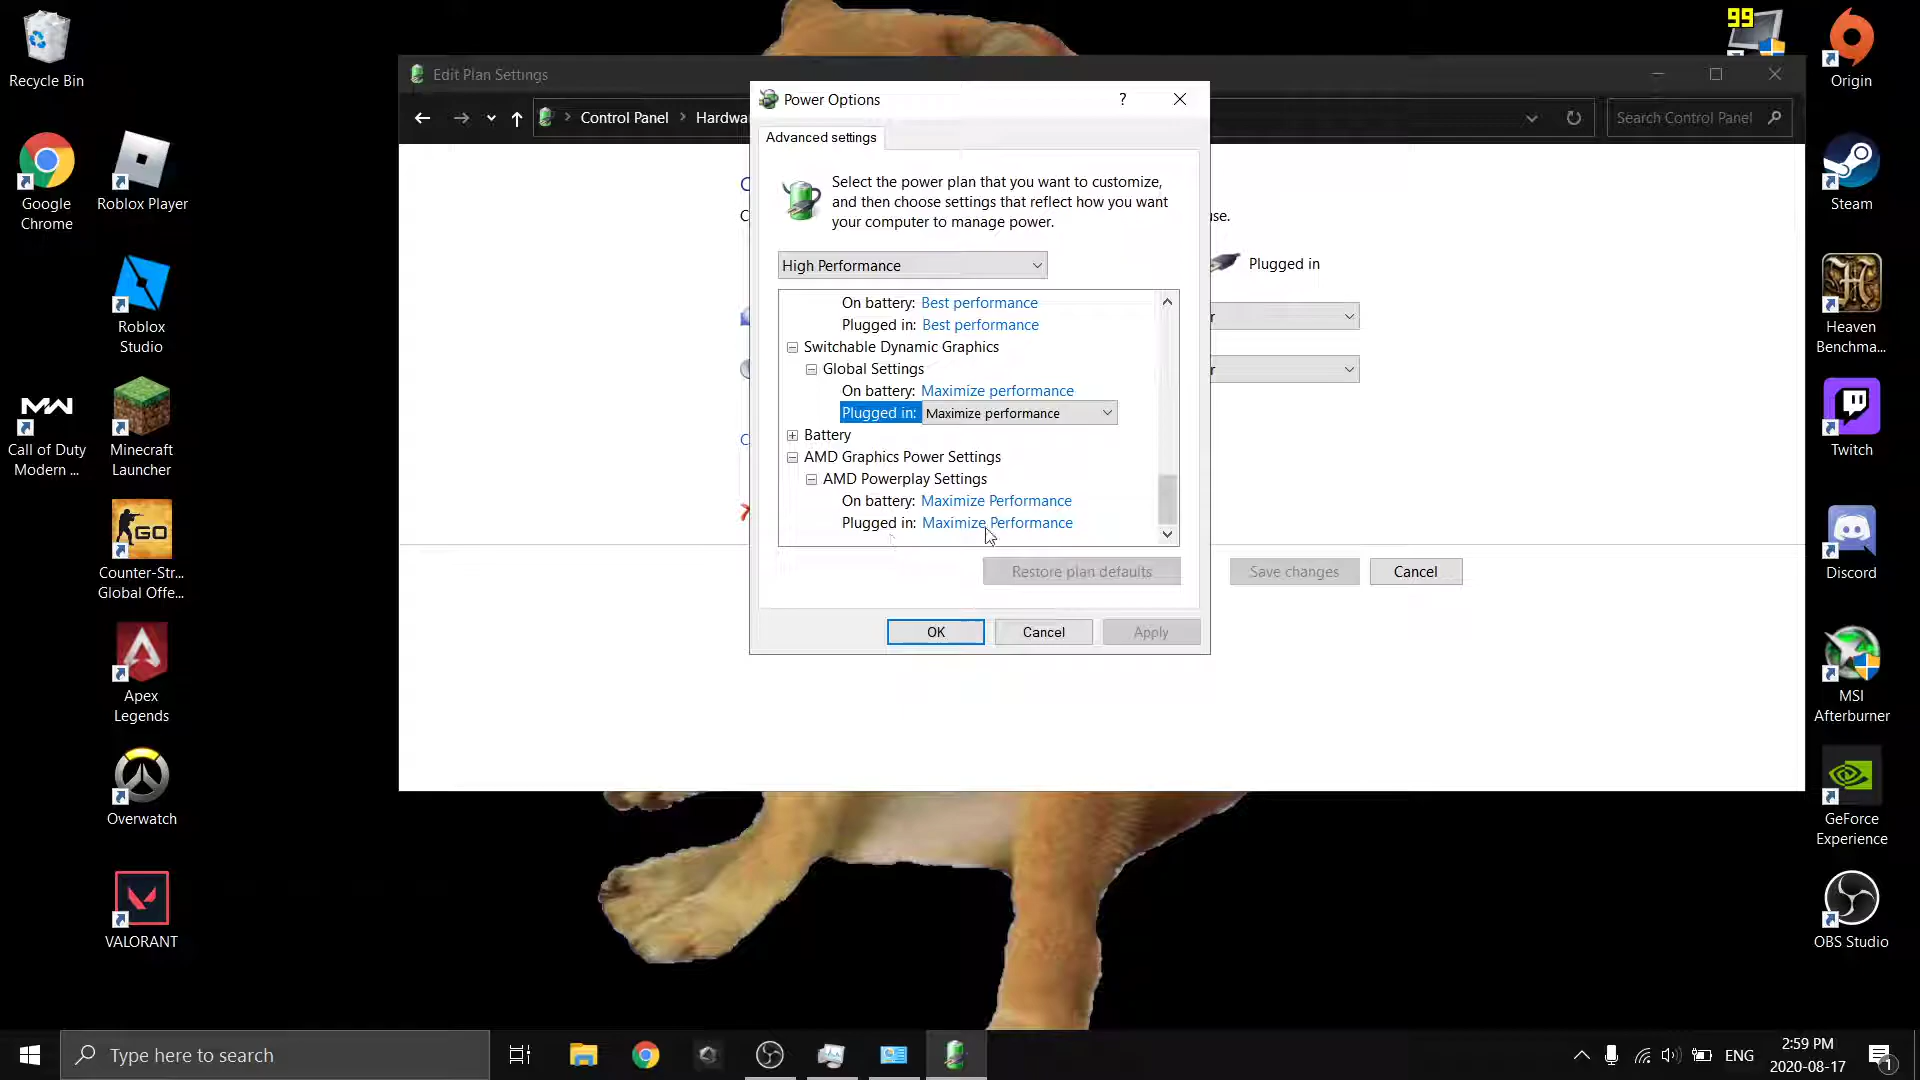 Recycle Bin
Google
Chrome
Roblox Player
Roblox
Studio
MW
Call of Duty
Modern ...
Minecraft
Launcher
GO
Counter-Str...
Global Offe...
Apex
Legends
Overwatch
VALORANT
Edit Plan Settings
Control Panel
Hardwa
Search Control Panel
Power Options
?
Advanced settings
Select the power plan that you want to customize,
and then choose settings that reflect how you want
your computer to manage power.
High Performance
On battery: Best performance
Plugged in: Best performance
Switchable Dynamic Graphics
Global Settings
On battery: Maximize performance
Plugged in: Maximize performance
Battery
AMD Graphics Power Settings
AMD Powerplay Settings
On battery: Maximize Performance
Plugged in: Maximize Performance
Restore plan defaults
OK
Cancel
Apply
use.
Plugged in
r
r
Save changes
Cancel
99
Origin
Steam
Heaven
Benchma...
Twitch
Discord
MSI
Afterburner
GeForce
Experience
OBS Studio
Type here to search
ENG
2:59 PM
2020-08-17
1